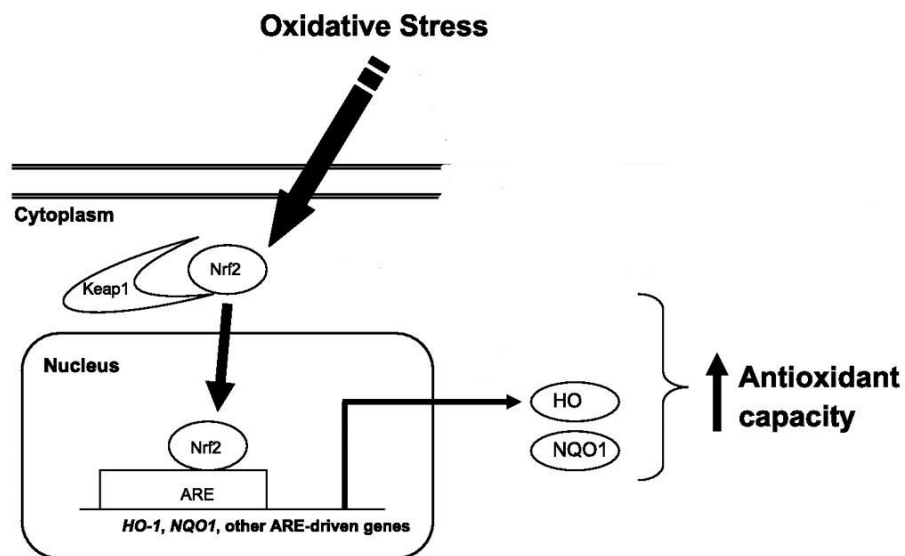 Oxidative Stress
Cytoplasm
Nrf2
Keap1
Nucleus
Nrf2
ARE
HO-1, NQO1, other ARE-driven genes
HO
NQO1
Antioxidant
capacity